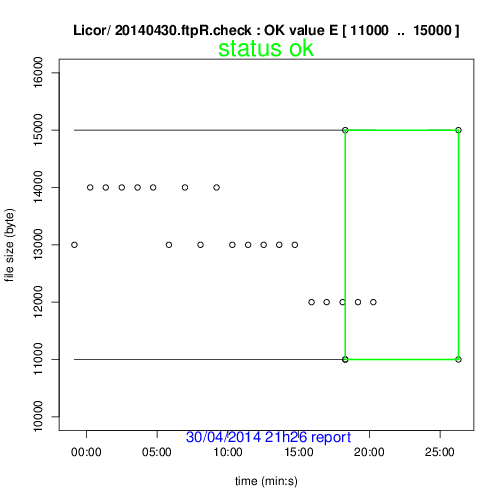 Licor/ 20140430.ftpR.check : OK value E [ 11000 .. 15000 ]
status ok
file size (byte)
16000
15000
14000
13000
12000
11000
10000
30/04/2014 21h26 report
00:00 05:00 10:00 15:00 20:00 25:00
time (min:s)